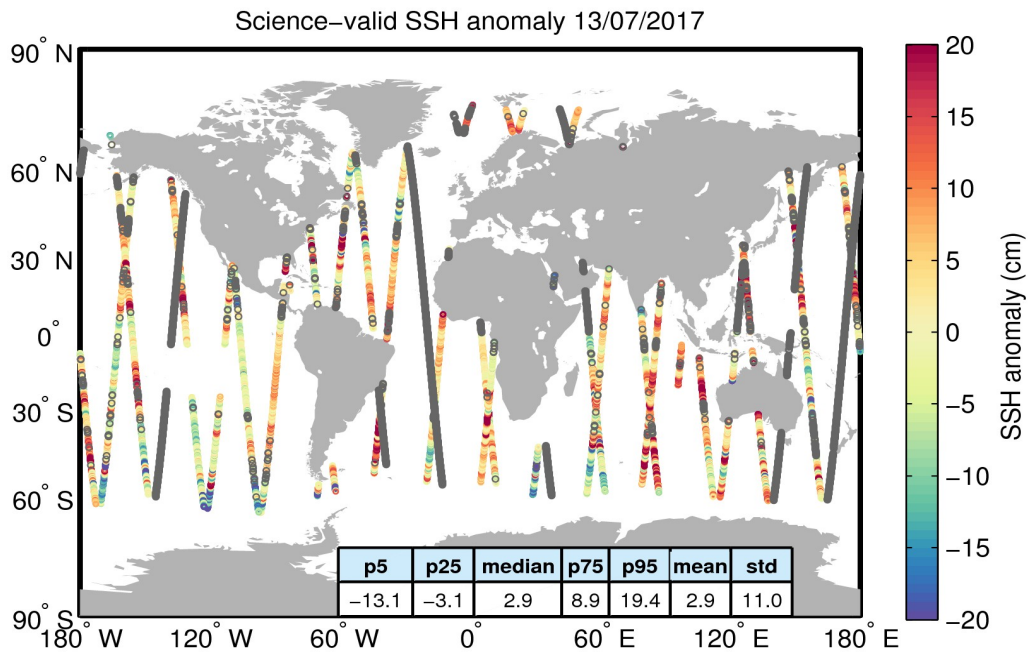 Science−valid SSH anomaly 13/07/2017
90° N
60° N
30° N
0°
30° S
60° S
90° S
180° W
120° W
60° W
0°
60° E
120° E
180° E
p5 p25 median p75 p95 mean std
−13.1 −3.1 2.9 8.9 19.4 2.9 11.0
20
15
10
5
0
−5
−10
−15
−20
SSH anomaly (cm)